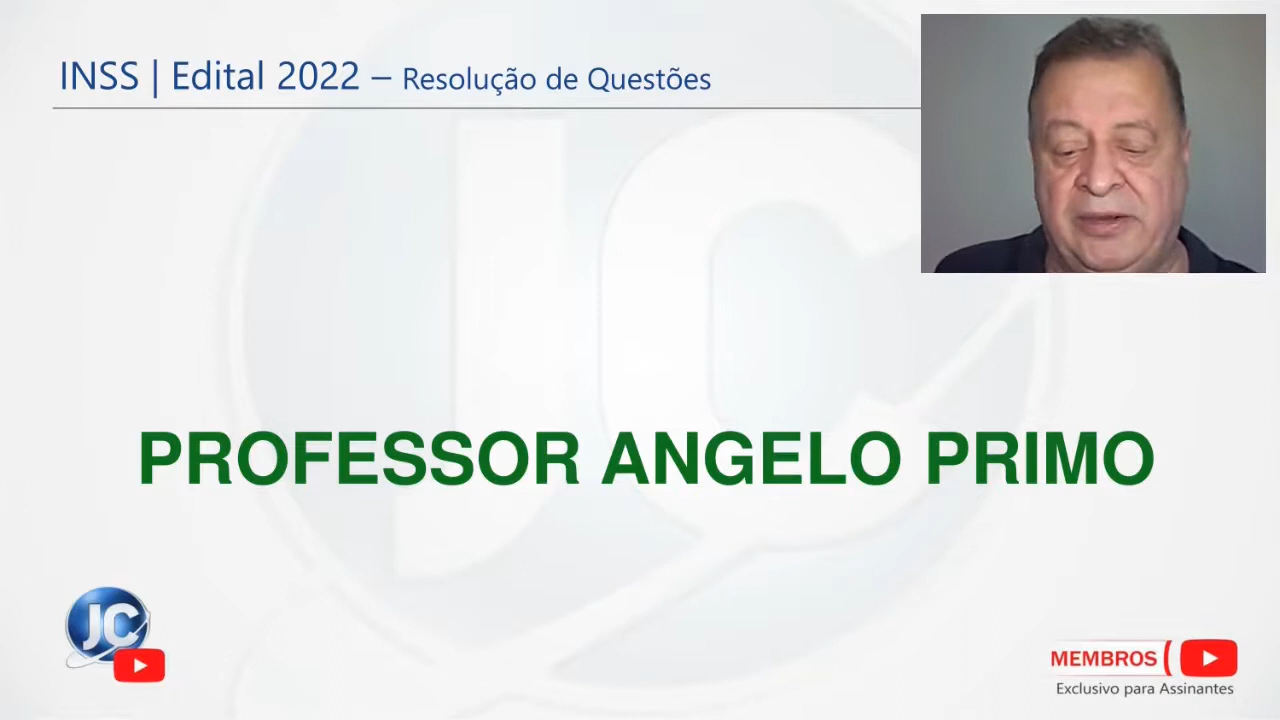 INSS | Edital 2022 – Resolução de Questões
PROFESSOR ANGELO PRIMO
JC
MEMBROS
Exclusivo para Assinantes